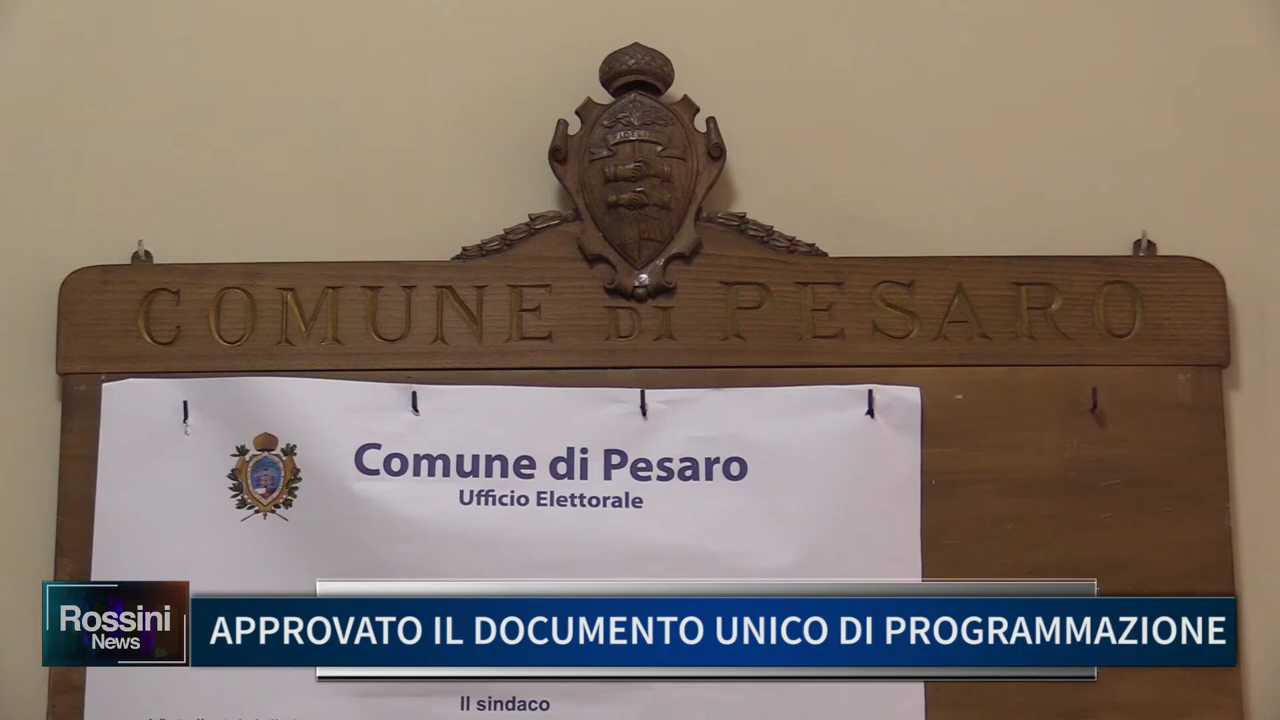 COMUNE DI PESARO
Comune di Pesaro
Ufficio Elettorale
Rossini
News
APPROVATO IL DOCUMENTO UNICO DI PROGRAMMAZIONE
Il sindaco